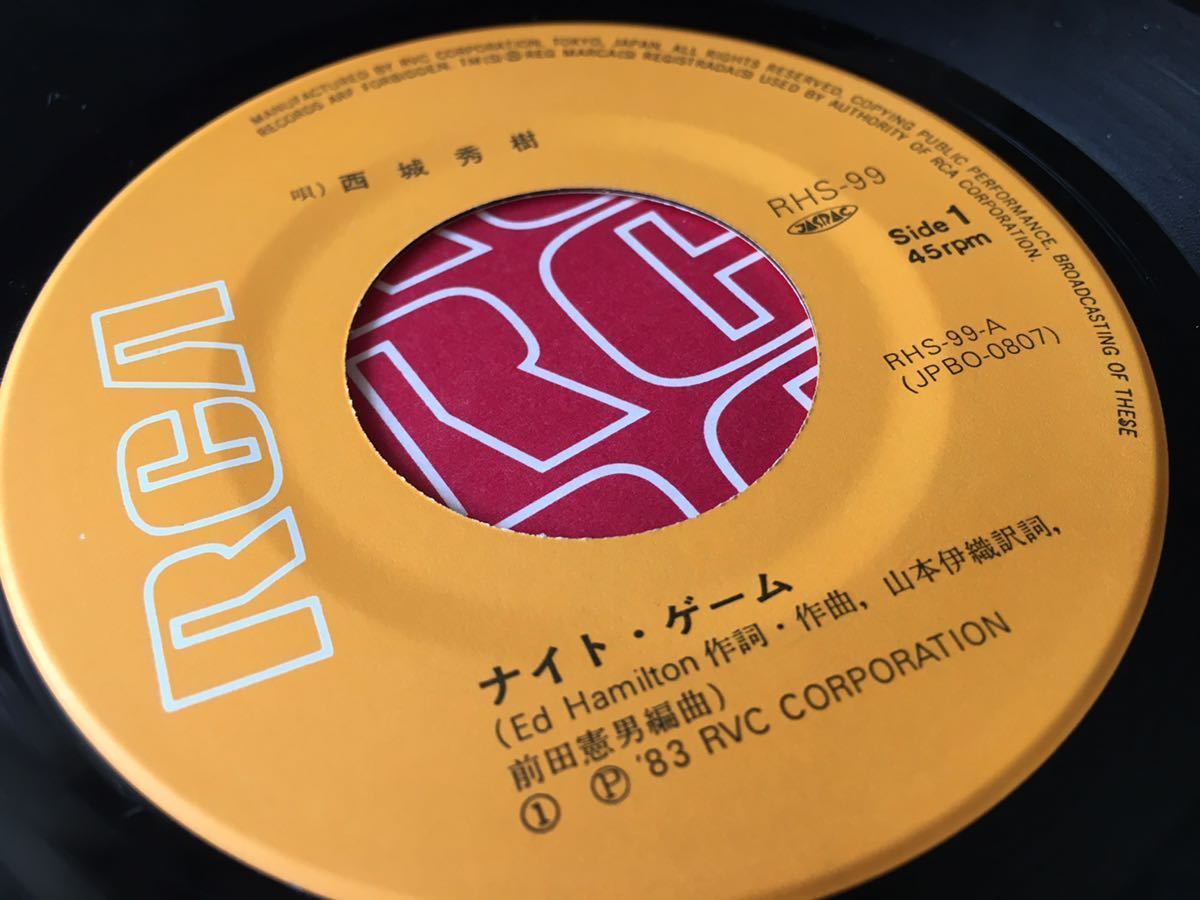 MANUFACTURED BY RVC CORPORATION, TOKYO, JAPAN. ALL RIGHTS RESERVED. COPYING PUBLIC PERFORMANCE, BROADCASTING OF THESE
RECORDS ARE FORBIDDEN. TM(S)®REG MARCA(S) REGISTRADA(S) USED BY AUTHORITY OF RCA CORPORATION.
唄) 西城秀樹
RHS-99
JASRAC
Side 1
45rpm
RHS-99-A
(JPBO-0807)
RCA
ナイト・ゲーム
(Ed Hamilton 作詞・作曲, 山本伊織訳詞,
前田憲男編曲)
① Ⓟ '83 RVC CORPORATION